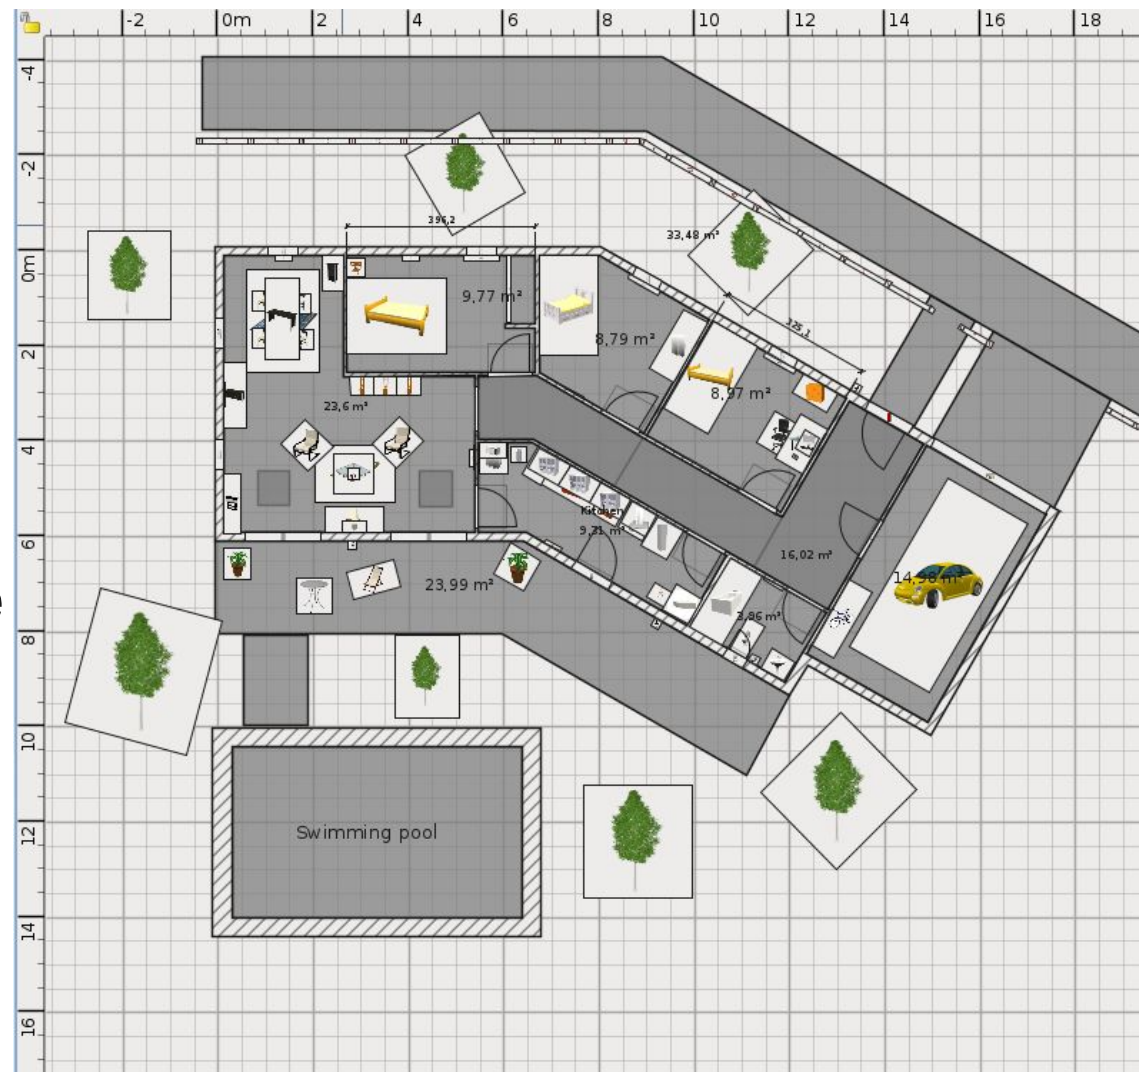 -2 0m 2 4 6 8 10 12 14 16 18
-4
-2
0m
2
4
6
8
10
12
14
16
396,2
33,48 m²
325,1
9,77 m²
8,79 m²
8,97 m²
23,6 m²
Kitchen
9,31 m²
16,02 m²
14,98 m²
23,99 m²
3,96 m²
e
Swimming pool